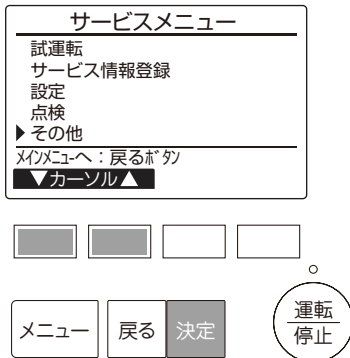 サービスメニュー
試運転
サービス情報登録
設定
点検
▶その他
ﾒｲﾝﾒﾆｭｰへ：戻るﾎﾞﾀﾝ
▼カーソル▲
メニュー 戻る 決定
運転
停止